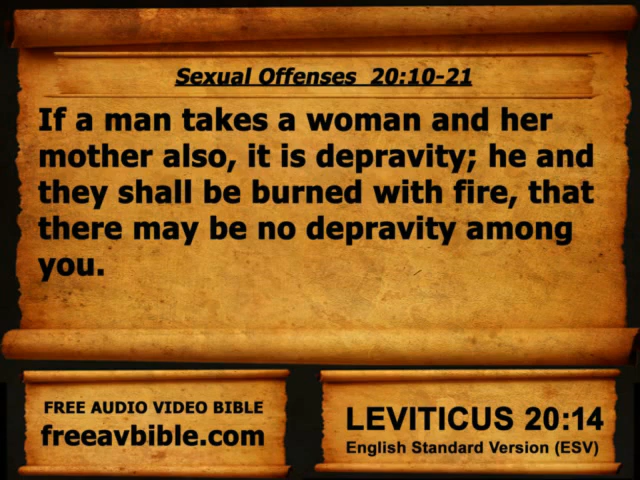 Sexual Offenses  20:10-21
If a man takes a woman and her
mother also, it is depravity; he and
they shall be burned with fire, that
there may be no depravity among
you.
FREE AUDIO VIDEO BIBLE
freeavbible.com
LEVITICUS 20:14
English Standard Version (ESV)